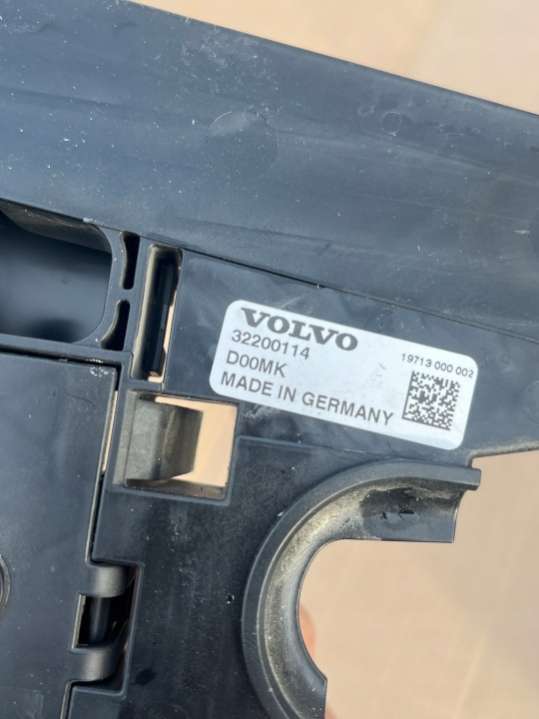 VOLVO
32200114
D00MK
MADE IN GERMANY
19713 000 002